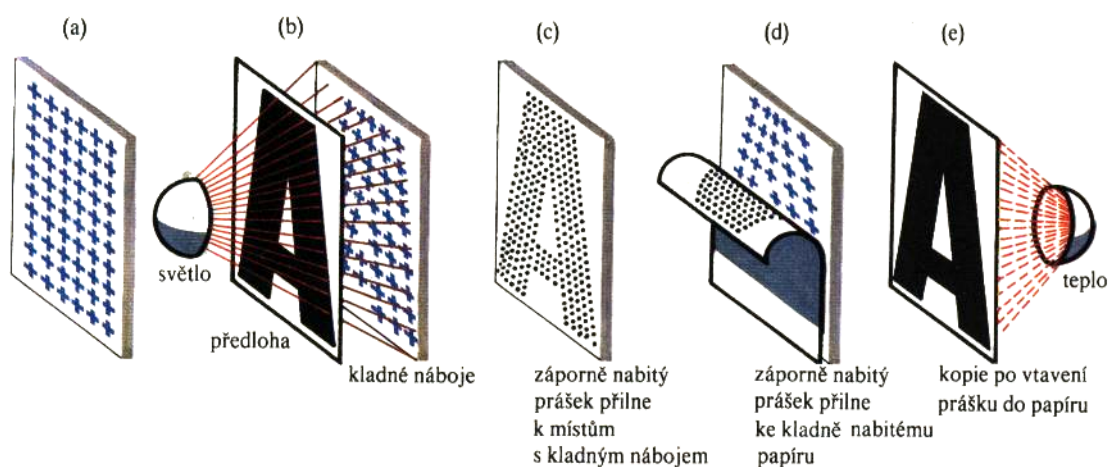 (a)
(b)
(c)
(d)
(e)
A
A
světlo
předloha
kladné náboje
A
záporně nabitý
prášek přilne
k místům
s kladným nábojem
záporně nabitý
prášek přilne
ke kladně nabitému
papíru
A
teplo
kopie po vtavení
prášku do papíru